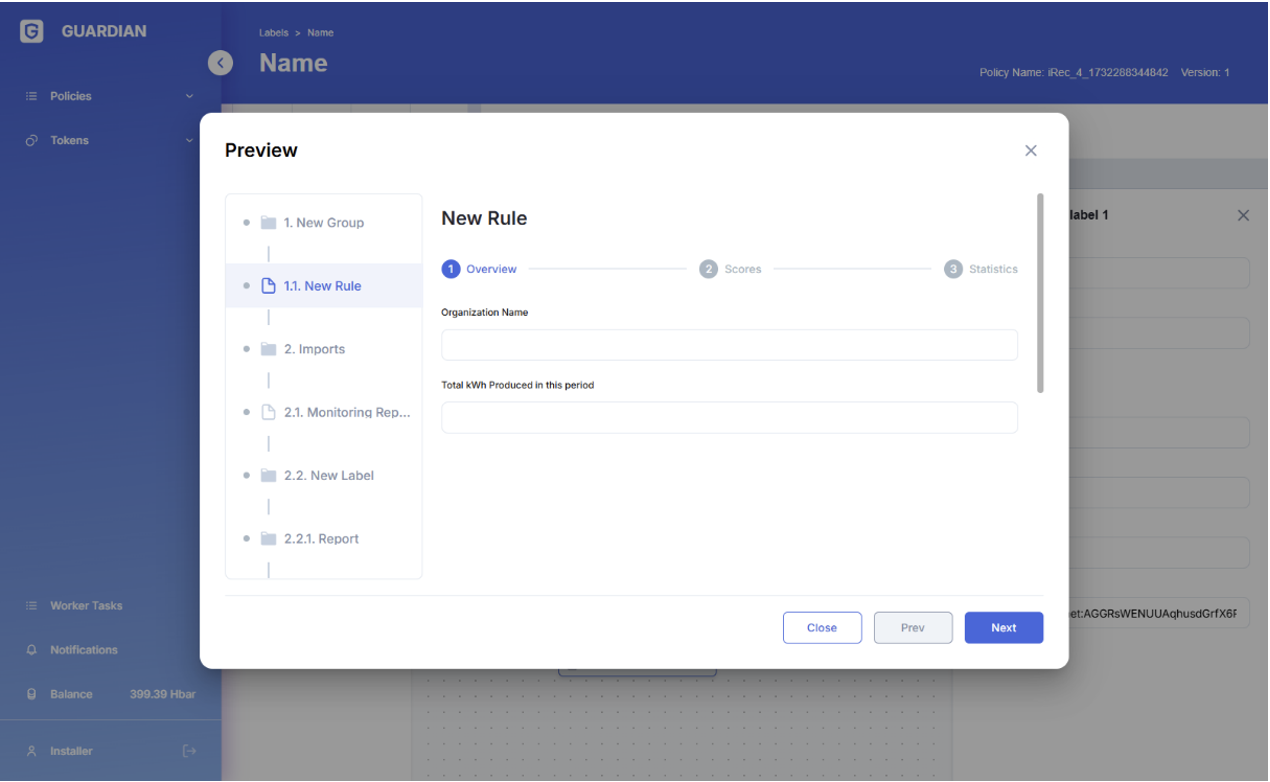 GUARDIAN
Labels > Name
Name
Policy Name: iRec_4_1732288344842 Version: 1
Policies
Tokens
Preview
1. New Group
1.1. New Rule
2. Imports
2.1. Monitoring Rep...
2.2. New Label
2.2.1. Report
New Rule
1 Overview
2 Scores
3 Statistics
Organization Name
Total kWh Produced in this period
Close
Prev
Next
label 1
et:AGGRsWENUUAqhusdGrfX6F
Worker Tasks
Notifications
Balance 399.39 Hbar
Installer